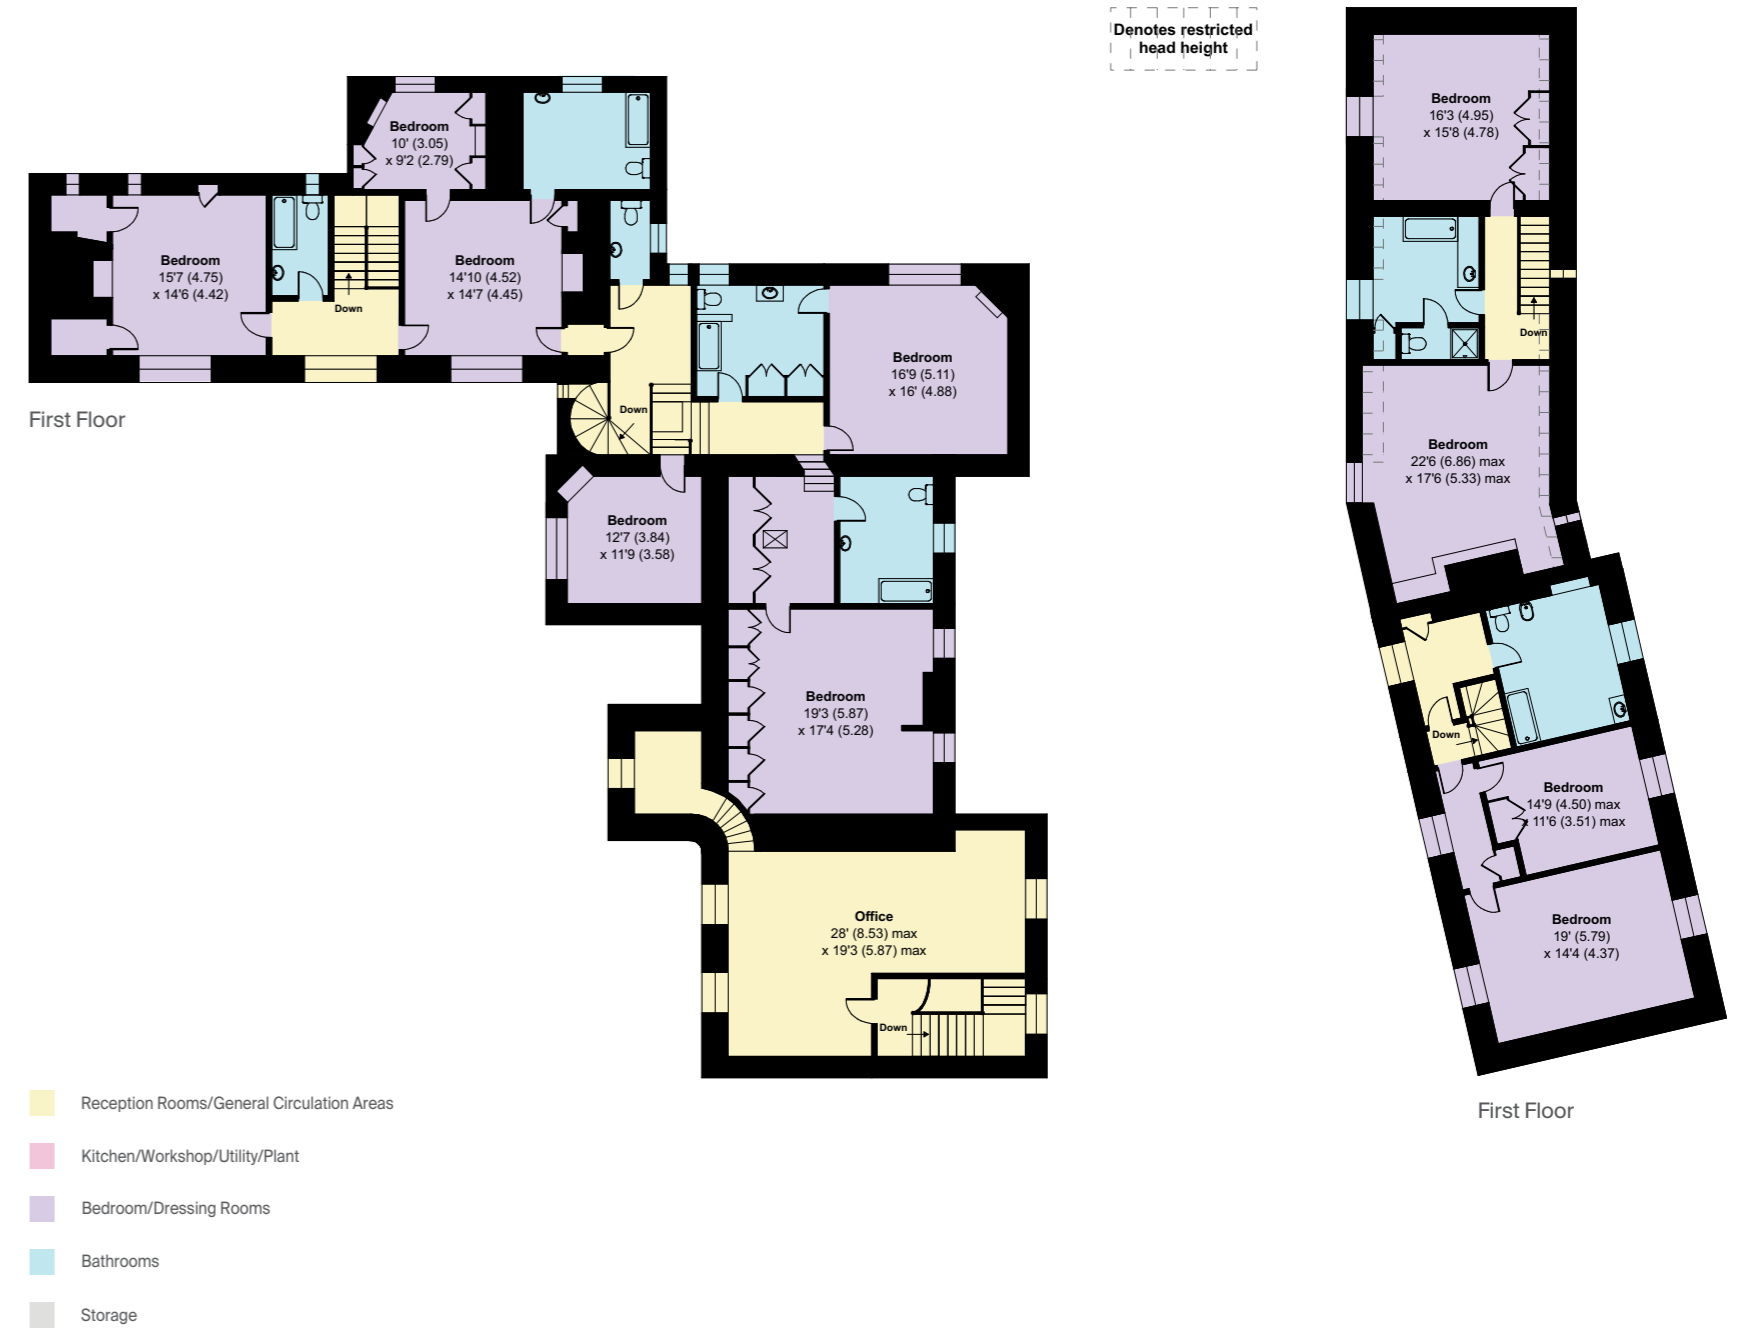 Denotes restricted
head height
Bedroom
10' (3.05)
x 9'2 (2.79)
Bedroom
15'7 (4.75)
x 14'6 (4.42)
Down
Bedroom
14'10 (4.52)
x 14'7 (4.45)
First Floor
Down
Bedroom
16'9 (5.11)
x 16' (4.88)
Bedroom
12'7 (3.84)
x 11'9 (3.58)
Bedroom
19'3 (5.87)
x 17'4 (5.28)
Office
28' (8.53) max
x 19'3 (5.87) max
Down
Bedroom
16'3 (4.95)
x 15'8 (4.78)
Down
Bedroom
22'6 (6.86) max
x 17'6 (5.33) max
Down
Bedroom
14'9 (4.50) max
x 11'6 (3.51) max
Bedroom
19' (5.79)
x 14'4 (4.37)
First Floor
Reception Rooms/General Circulation Areas
Kitchen/Workshop/Utility/Plant
Bedroom/Dressing Rooms
Bathrooms
Storage